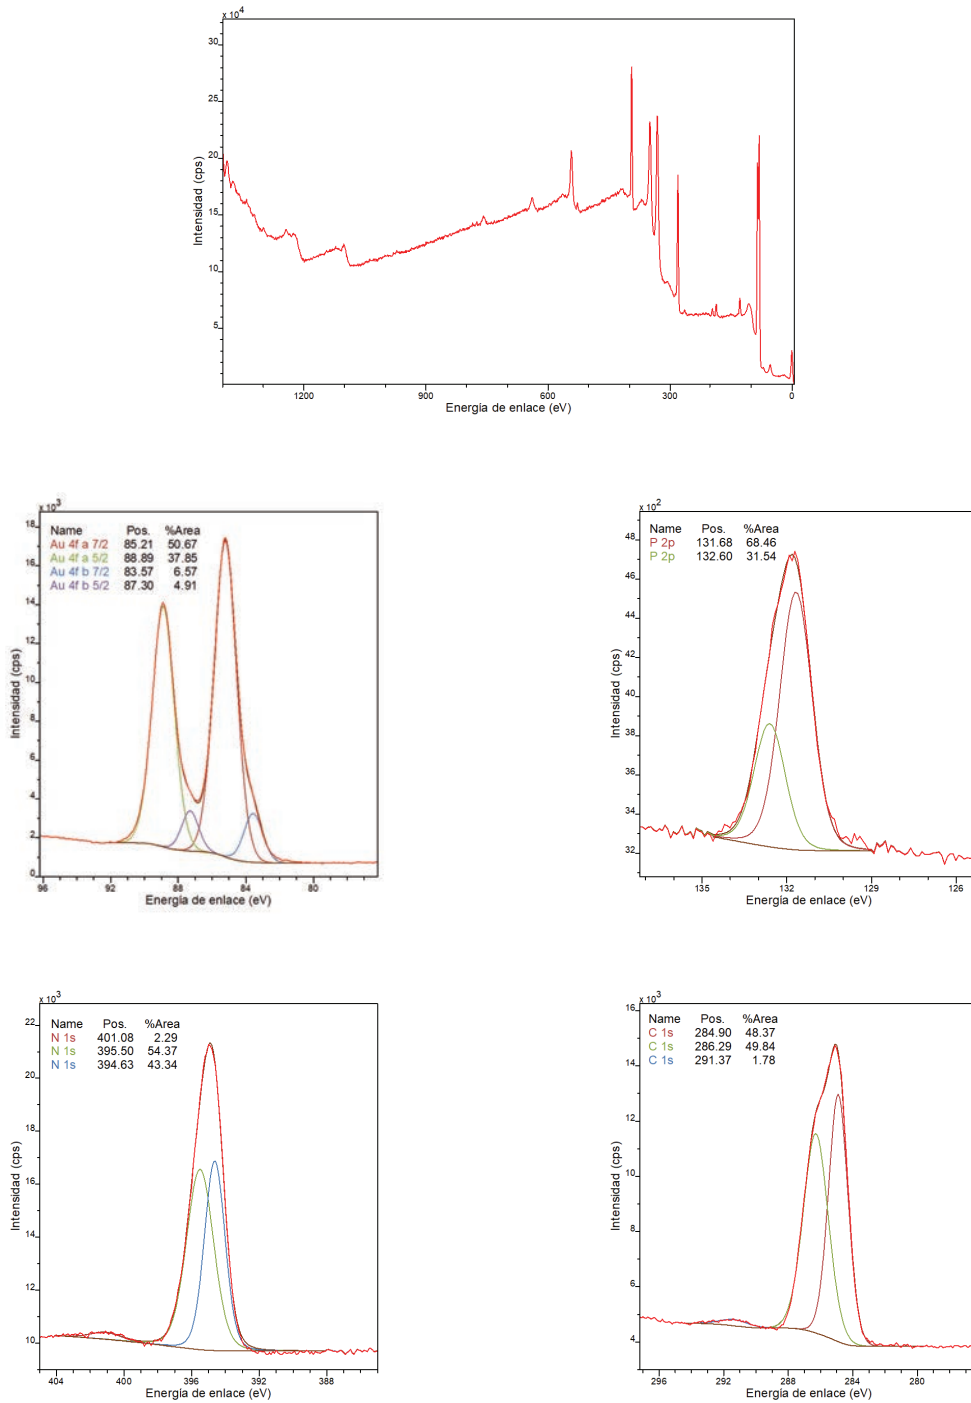 x 10⁴
30
25
20
15
10
5
Intensidad (cps)
1200 900 600 300 0
Energía de enlace (eV)
x 10³
Name Pos. %Area
Au 4f a 7/2 85.21 50.67
Au 4f a 5/2 88.89 37.85
Au 4f b 7/2 83.57 6.57
Au 4f b 5/2 87.30 4.91
18
16
14
12
10
8
6
4
2
0
Intensidad (cps)
96 92 88 84 80
Energía de enlace (eV)
x 10²
Name Pos. %Area
P 2p 131.68 68.46
P 2p 132.60 31.54
48
46
44
42
40
38
36
34
32
Intensidad (cps)
135 132 129 126
Energía de enlace (eV)
x 10³
Name Pos. %Area
N 1s 401.08 2.29
N 1s 395.50 54.37
N 1s 394.63 43.34
22
20
18
16
14
12
10
Intensidad (cps)
404 400 396 392 388
Energía de enlace (eV)
x 10³
Name Pos. %Area
C 1s 284.90 48.37
C 1s 286.29 49.84
C 1s 291.37 1.78
16
14
12
10
8
6
4
Intensidad (cps)
296 292 288 284 280
Energía de enlace (eV)